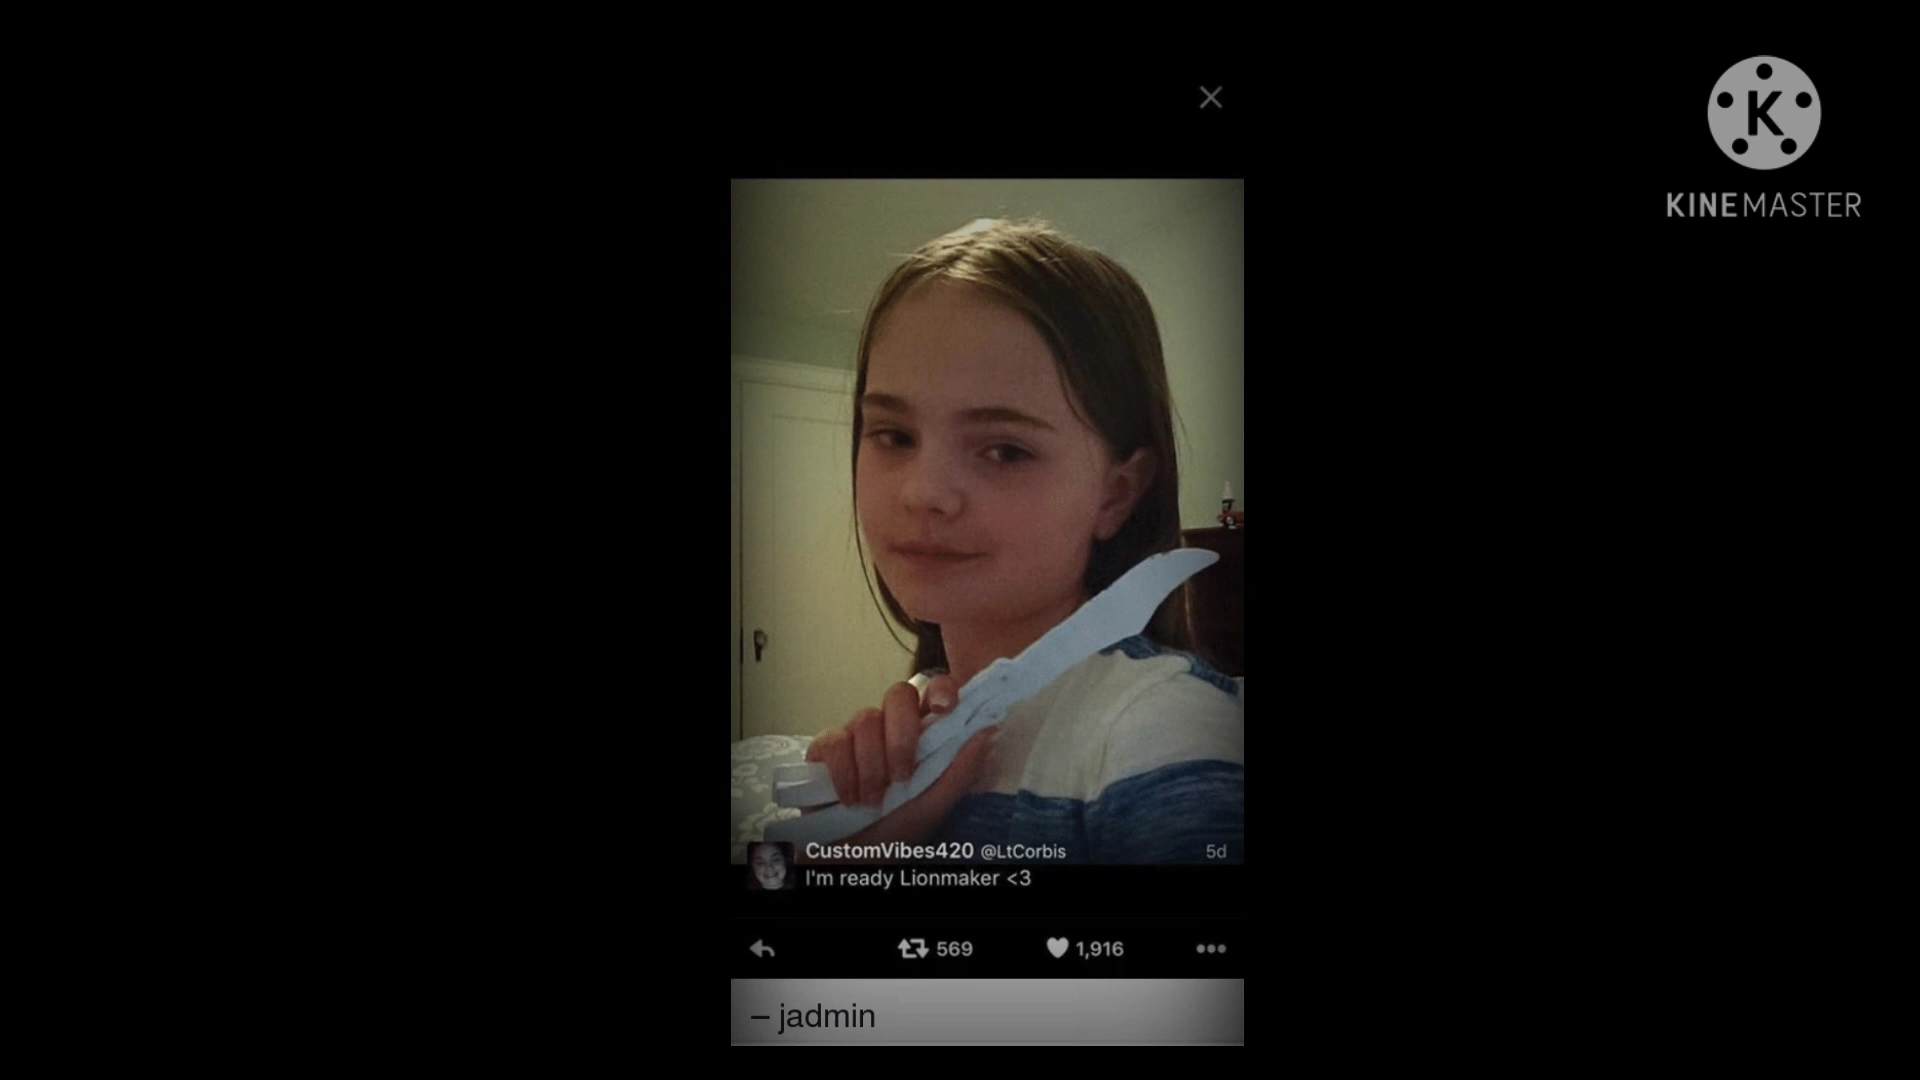 K
KINEMASTER
CustomVibes420 @LtCorbis 5d
I'm ready Lionmaker <3
569 1,916
– jadmin